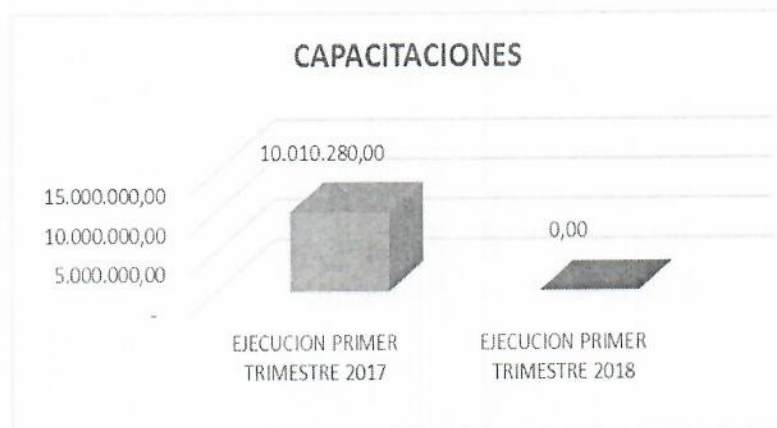 CAPACITACIONES
10.010.280,00
15.000.000,00
10.000.000,00
0,00
5.000.000,00
-
EJECUCION PRIMER
TRIMESTRE 2017
EJECUCION PRIMER
TRIMESTRE 2018